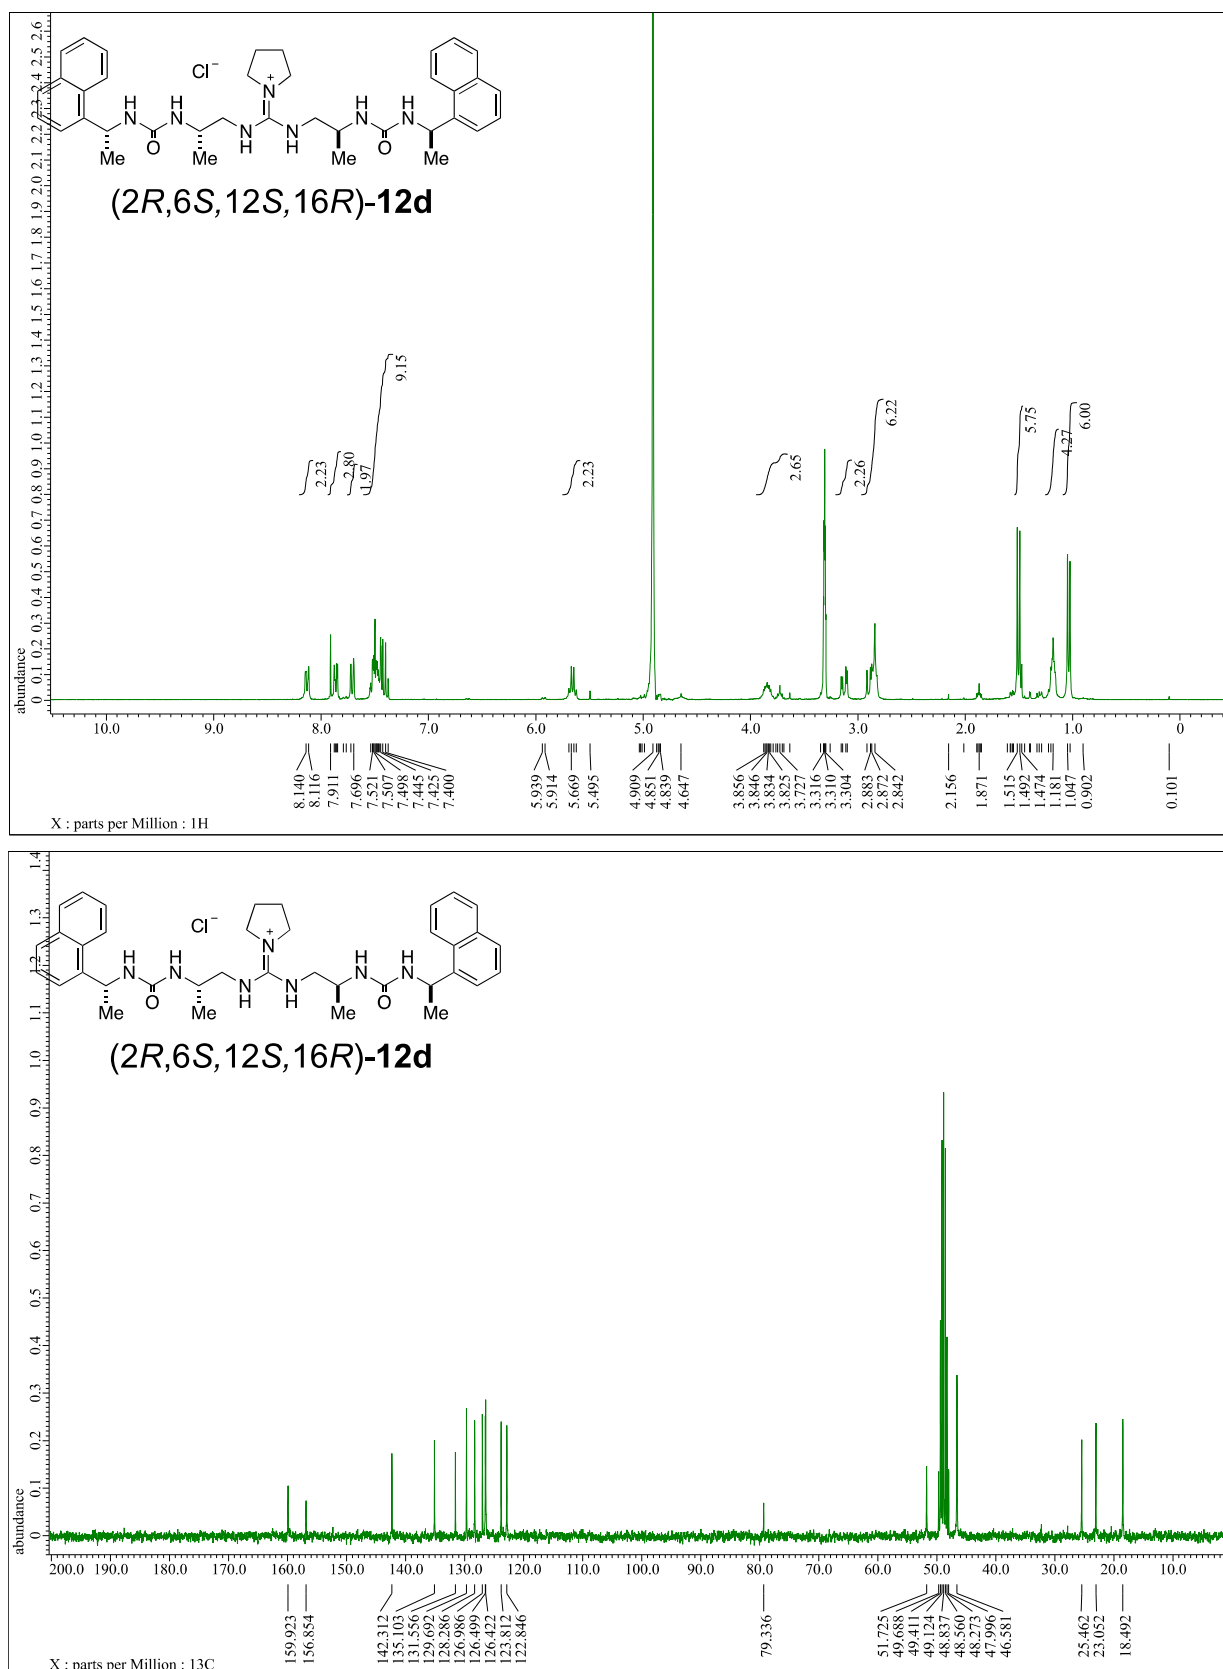 2.6
2.5
2.4
2.3
2.2
2.1
2.0
1.9
1.8
1.7
1.6
1.5
1.4
1.3
1.2
1.1
1.0
0.9
0.8
0.7
0.6
0.5
0.4
0.3
0.2
0.1
0
abundance
Cl⁻
N⁺
H H H H
N N N N N N
O H H O
Me Me Me Me
(2R,6S,12S,16R)-12d
2.23 2.80 1.97 9.15 2.23 2.65 2.26 6.22 5.75 4.27 6.00
10.0 9.0 8.0 7.0 6.0 5.0 4.0 3.0 2.0 1.0 0
8.140 8.116 7.911 7.696 7.521 7.507 7.498 7.445 7.425 7.400 5.939 5.914 5.669 5.495 4.909 4.851 4.839 4.647 3.856 3.846 3.834 3.825 3.727 3.316 3.310 3.304 2.883 2.872 2.842 2.156 1.871 1.515 1.492 1.474 1.181 1.047 0.902 0.101
X : parts per Million : 1H
1.4
1.3
1.2
1.1
1.0
0.9
0.8
0.7
0.6
0.5
0.4
0.3
0.2
0.1
0
abundance
Cl⁻
N⁺
H H H H
N N N N N N
O H H O
Me Me Me Me
(2R,6S,12S,16R)-12d
200.0 190.0 180.0 170.0 160.0 150.0 140.0 130.0 120.0 110.0 100.0 90.0 80.0 70.0 60.0 50.0 40.0 30.0 20.0 10.0
159.923 156.854 142.312 135.103 131.556 129.692 128.286 126.986 126.499 126.422 123.812 122.846 79.336 51.725 49.688 49.411 49.124 48.837 48.560 48.273 47.996 46.581 25.462 23.052 18.492
X : parts per Million : 13C